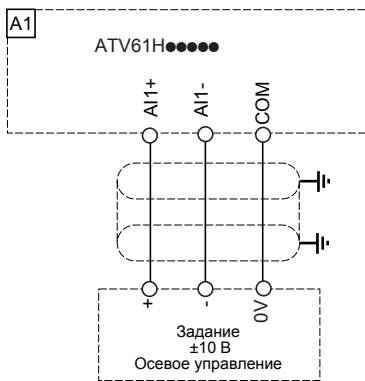 A1
ATV61H●●●●●
AI1+ AI1- COM
+ - 0V
Задание
±10 В
Осевое управление